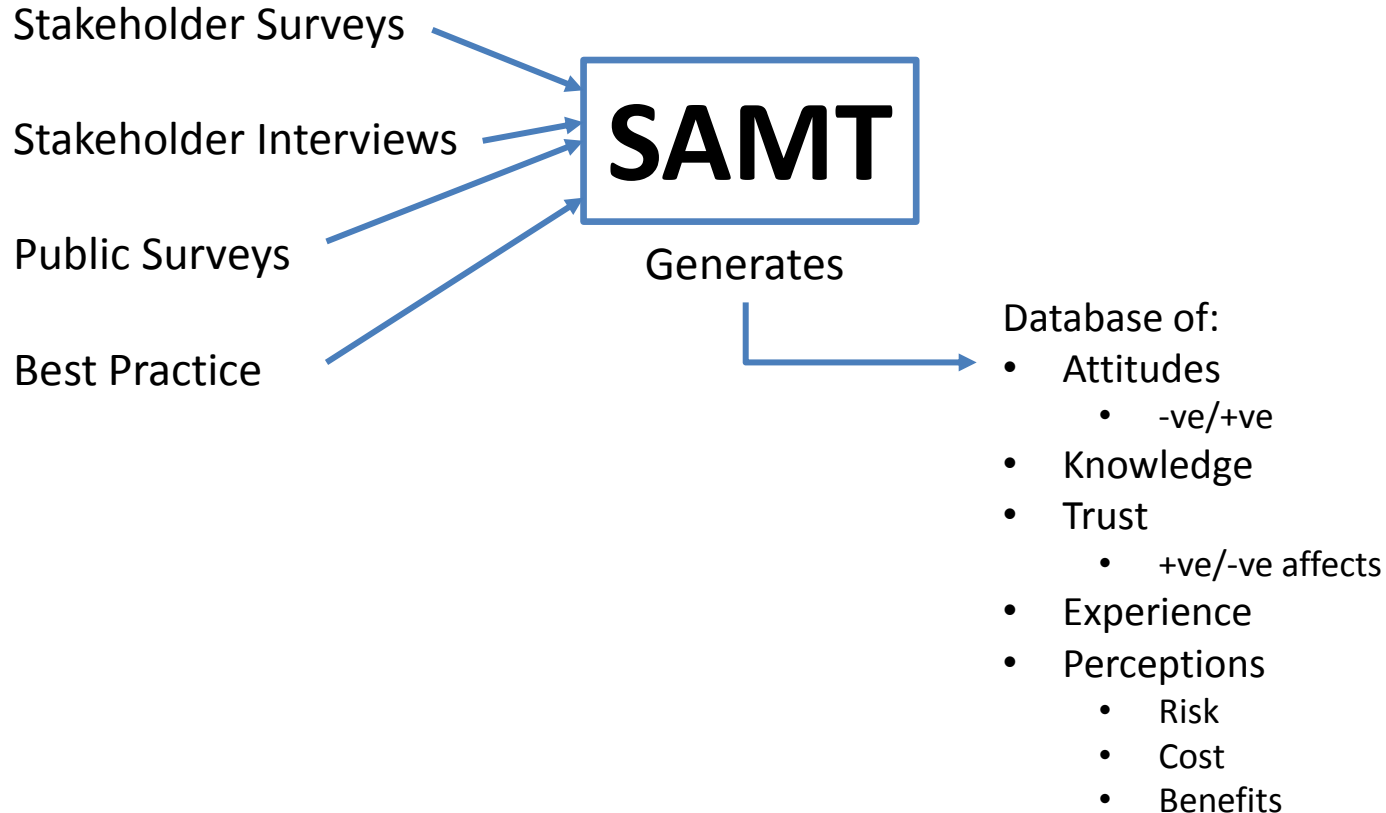 Stakeholder Surveys
Stakeholder Interviews
Public Surveys
Best Practice
SAMT
Generates
Database of:
• Attitudes
• -ve/+ve
• Knowledge
• Trust
• +ve/-ve affects
• Experience
• Perceptions
• Risk
• Cost
• Benefits